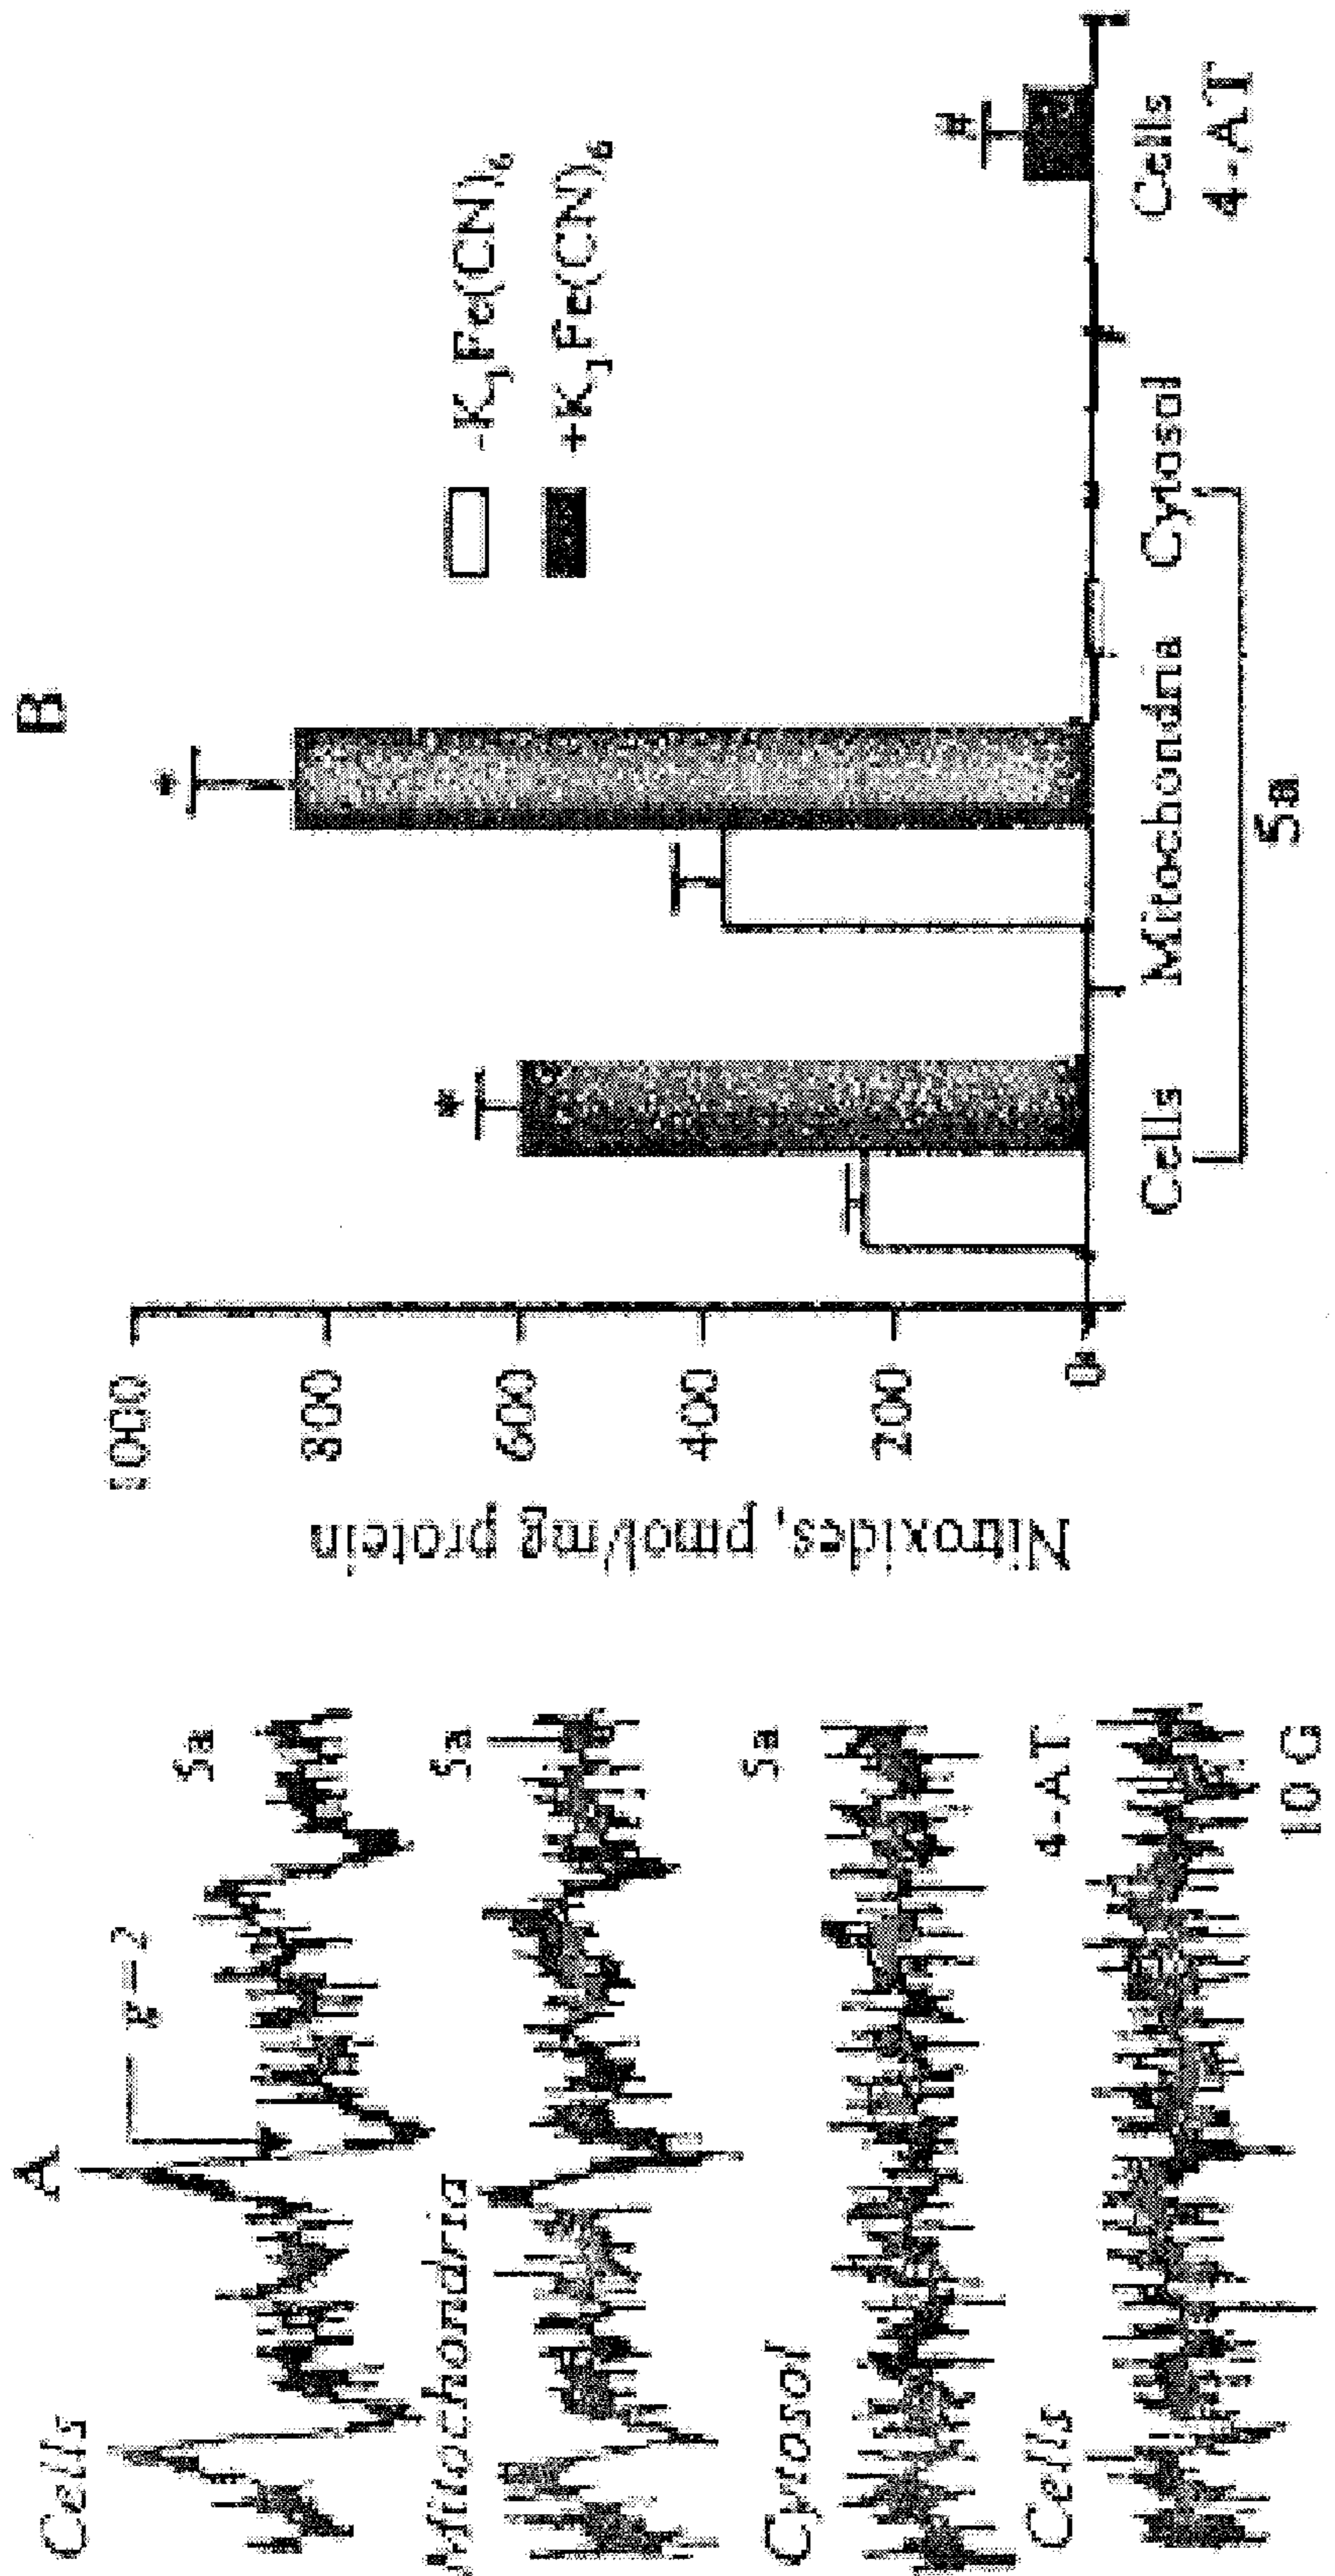 A
Cells
g=2
5a
Mitochondria
5a
Cytosol
5a
Cells
4-AT
10 G
B
Nitroxides, pmol/mg protein
1000
800
600
400
200
0
-K3Fe(CN)6
+K3Fe(CN)6
*
*
#
Cells
Mitochondria
Cytosol
Cells
4-AT
5a